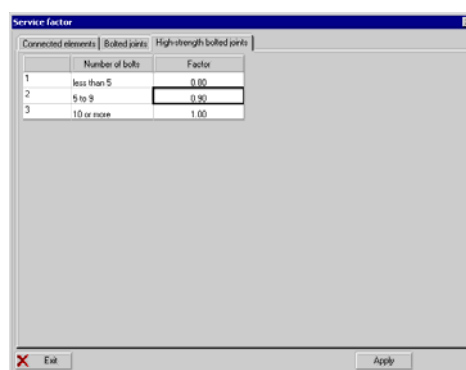 Service factor
Connected elements Bolted joints High-strength bolted joints
Number of bolts Factor
1 less than 5 0.80
2 5 to 9 0.90
3 10 or more 1.00
Exit Apply